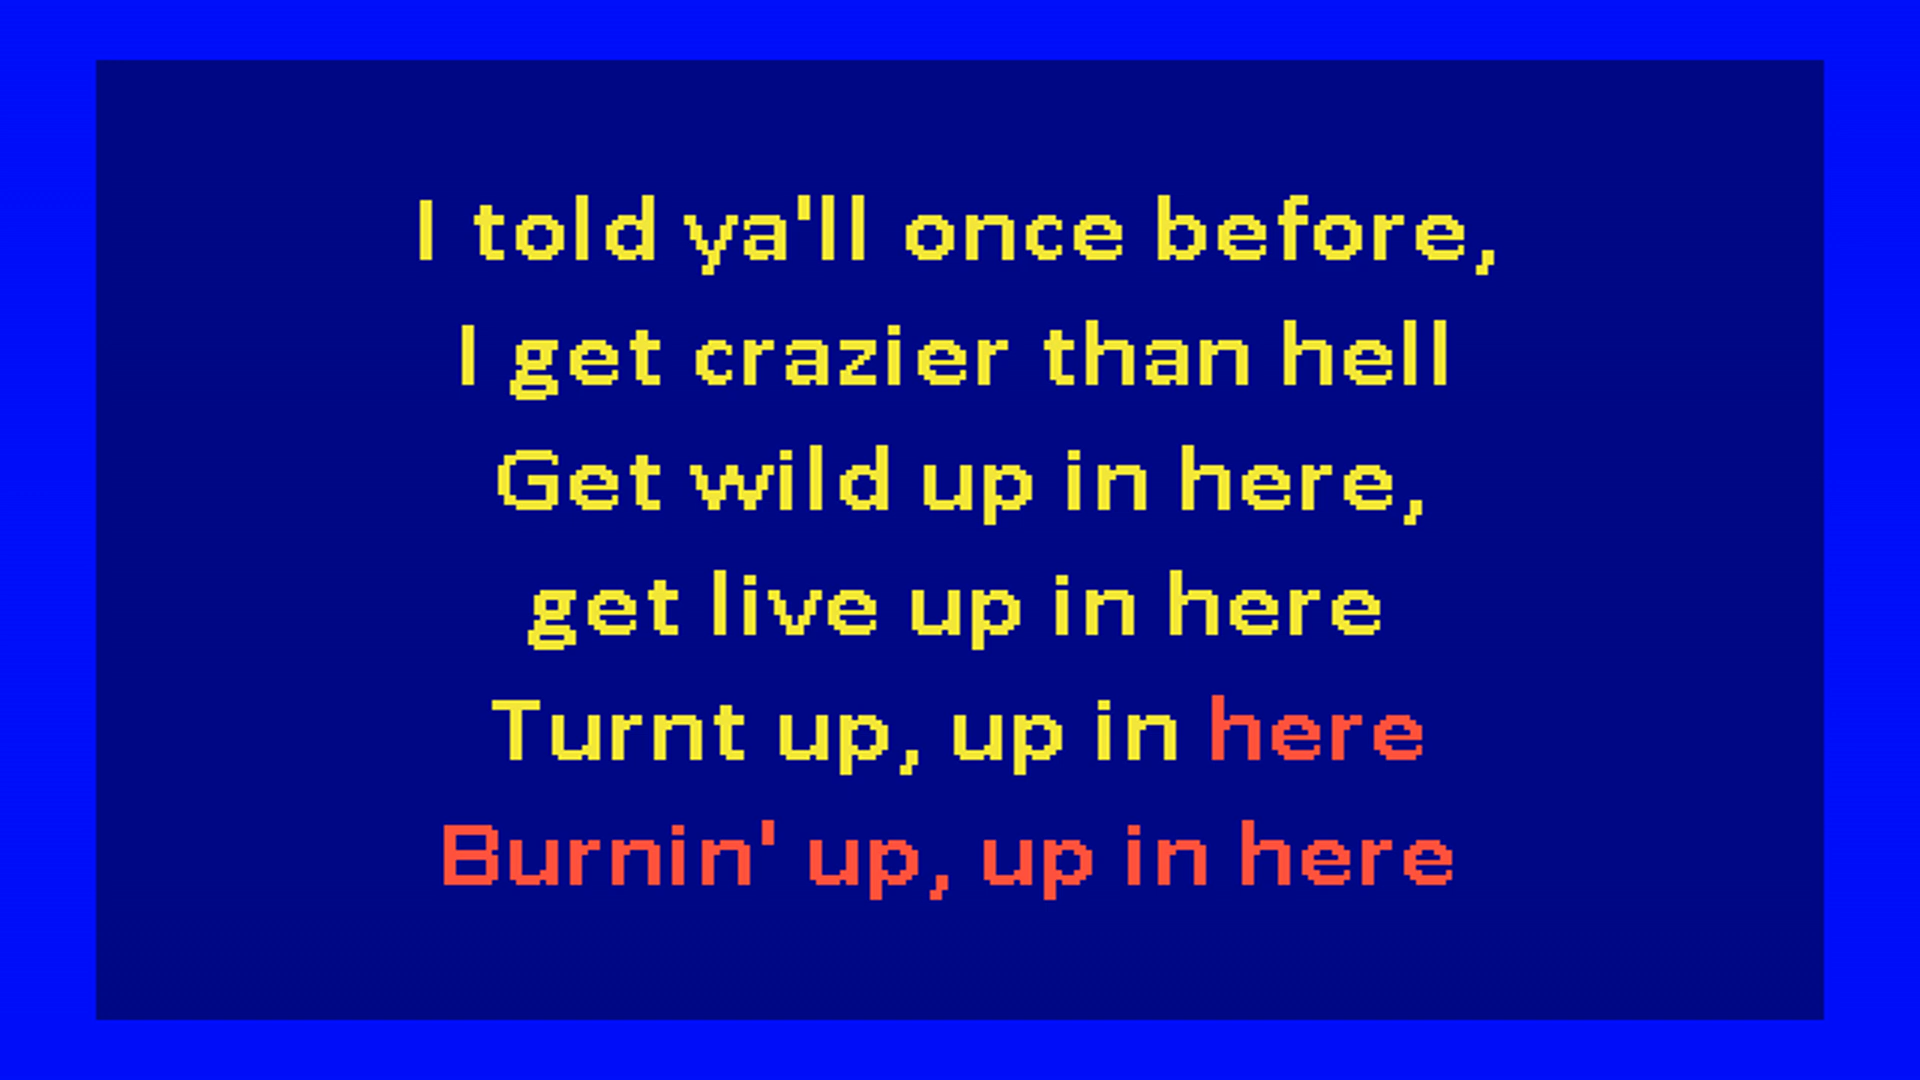 I told ya'll once before,
I get crazier than hell
Get wild up in here,
get live up in here
Turnt up, up in here
Burnin' up, up in here